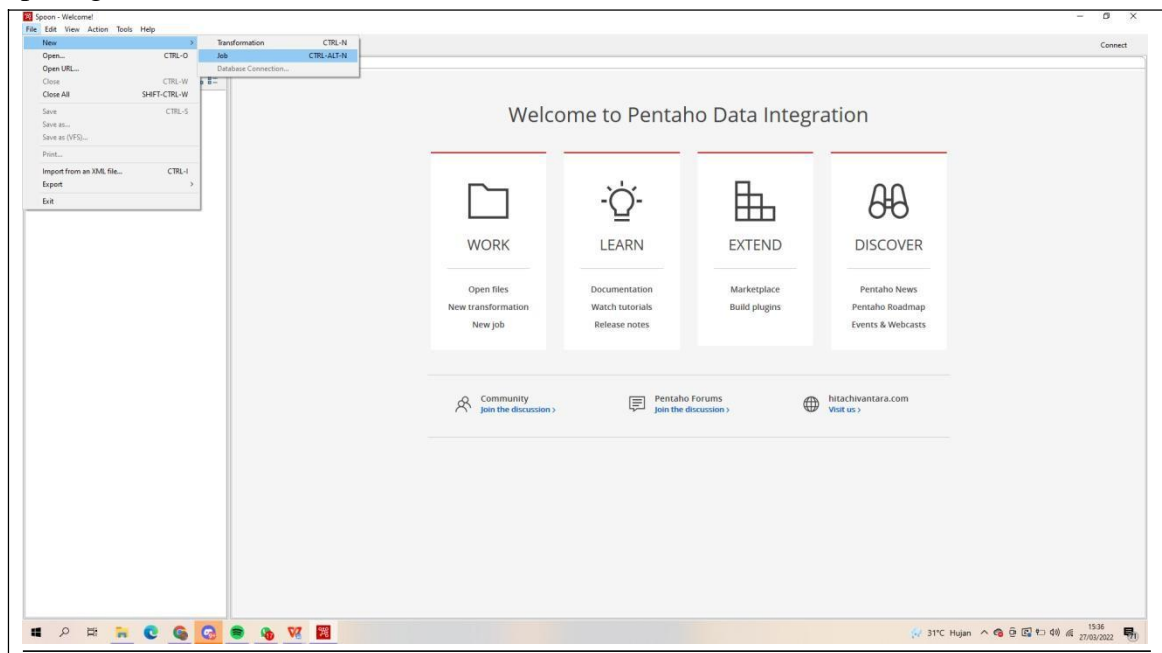 Spoon - Welcome!
File Edit View Action Tools Help
New
Open... CTRL-O
Open URL...
Close CTRL-W
Close All SHIFT-CTRL-W
Save CTRL-S
Save as...
Save as (VFS)...
Print...
Import from an XML file... CTRL-I
Export
Exit
Transformation CTRL-N
Job CTRL-ALT-N
Database Connection...
Connect
Welcome to Pentaho Data Integration
WORK
Open files
New transformation
New job
LEARN
Documentation
Watch tutorials
Release notes
EXTEND
Marketplace
Build plugins
DISCOVER
Pentaho News
Pentaho Roadmap
Events & Webcasts
Community
Join the discussion >
Pentaho Forums
Join the discussion >
hitachivantara.com
Visit us >
31°C Hujan
15:36
27/03/2022